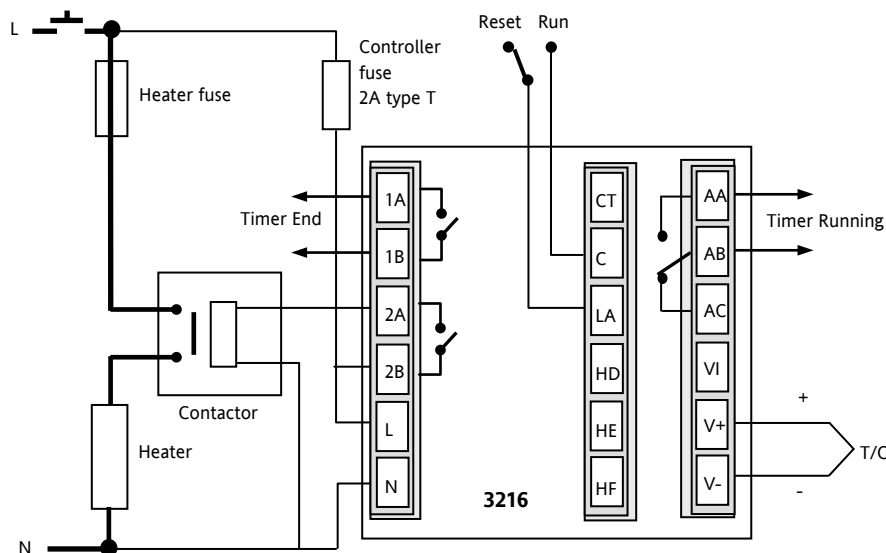 L
Heater fuse
Controller
fuse
2A type T
Reset Run
Timer End
1A
1B
2A
2B
L
N
CT
C
LA
HD
HE
HF
AA
AB
AC
VI
V+
V-
Timer Running
+
-
T/C
Contactor
Heater
3216
N